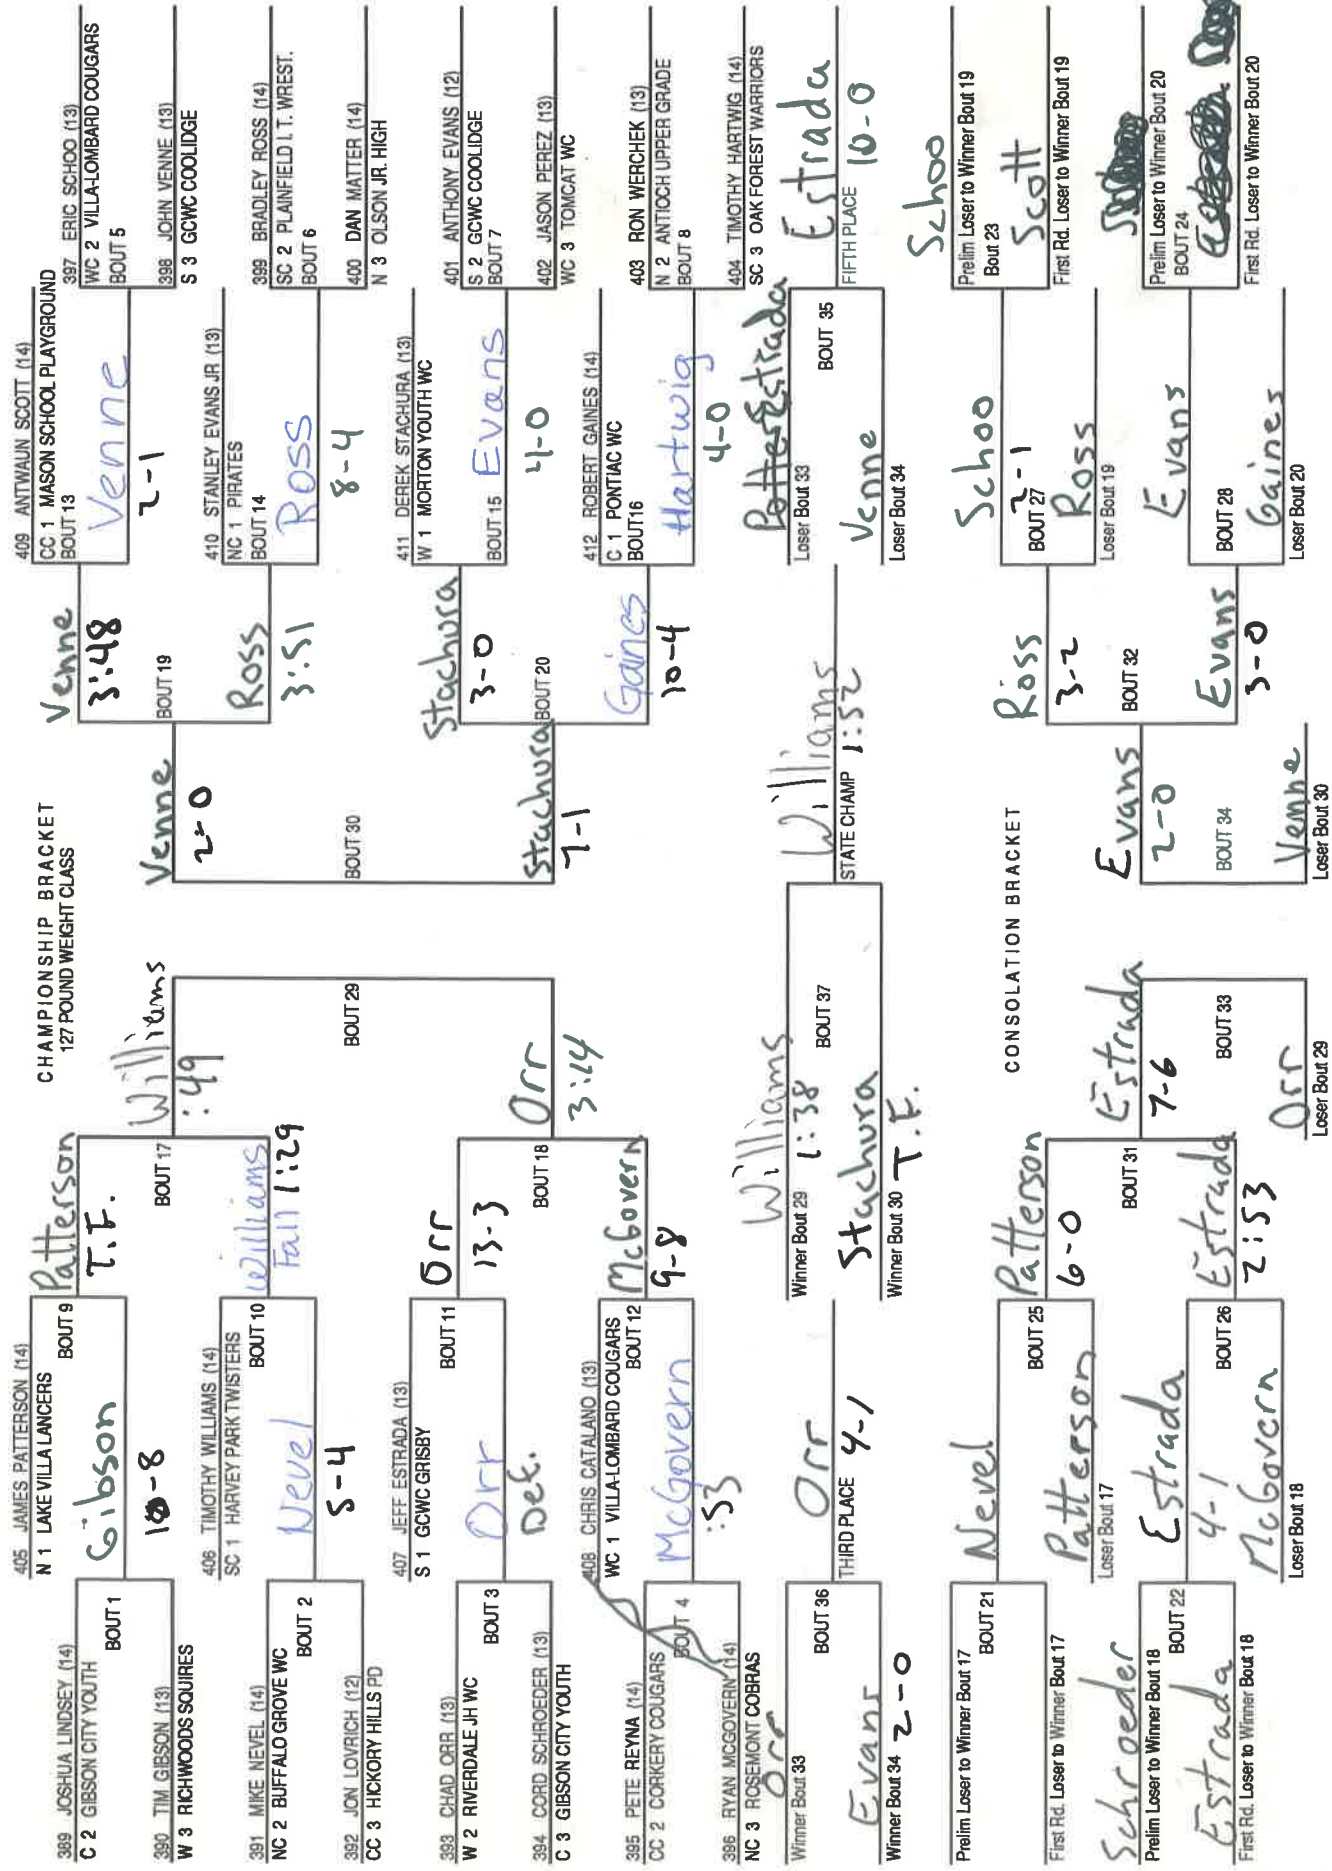 CHAMPIONSHIP BRACKET
127 POUND WEIGHT CLASS
389 JOSHUA LINDSEY (14)
C 2 GIBSON CITY YOUTH
BOUT 1
390 TIM GIBSON (13)
W 3 RICHWOODS SQUIRES
391 MIKE NEVEL (14)
NC 2 BUFFALO GROVE WC
BOUT 2
392 JON LOVRICH (12)
CC 3 HICKORY HILLS PD
393 CHAD ORR (13)
W 2 RIVERDALE JH WC
BOUT 3
394 CORD SCHROEDER (13)
C 3 GIBSON CITY YOUTH
395 PETE REYNA (14)
CC 2 CORKERY COUGARS
BOUT 4
396 RYAN MCGOVERN (14)
NC 3 ROSEMONT COBRAS
405 JAMES PATTERSON (14)
N 1 LAKE VILLA LANCERS
BOUT 9
Gibson
10-8
406 TIMOTHY WILLIAMS (14)
SC 1 HARVEY PARK TWISTERS
BOUT 10
Nevel
5-4
407 JEFF ESTRADA (13)
S 1 GCWC GRISBY
BOUT 11
Orr
Def.
408 CHRIS CATALANO (13)
WC 1 VILLA-LOMBARD COUGARS
BOUT 12
McGovern
:53
Patterson
T.F.
BOUT 17
Williams
Fall 1:29
Orr
13-3
BOUT 18
McGovern
9-8
Williams
:49
BOUT 29
Orr
3:14
Venne
2-0
BOUT 30
Stachura
7-1
Venne
3:48
BOUT 19
Ross
3:51
Stachura
3-0
BOUT 20
Gaines
10-4
409 ANTWAUN SCOTT (14)
CC 1 MASON SCHOOL PLAYGROUND
BOUT 13
Venne
2-1
410 STANLEY EVANS JR (13)
NC 1 PIRATES
BOUT 14
Ross
8-4
411 DEREK STACHURA (13)
W 1 MORTON YOUTH WC
BOUT 15 Evans
4-0
412 ROBERT GAINES (14)
C 1 PONTIAC WC
BOUT16
Hartwig
4-0
397 ERIC SCHOO (13)
WC 2 VILLA-LOMBARD COUGARS
BOUT 5
398 JOHN VENNE (13)
S 3 GCWC COOLIDGE
399 BRADLEY ROSS (14)
SC 2 PLAINFIELD I. T. WREST.
BOUT 6
400 DAN MATTER (14)
N 3 OLSON JR. HIGH
401 ANTHONY EVANS (12)
S 2 GCWC COOLIDGE
BOUT 7
402 JASON PEREZ (13)
WC 3 TOMCAT WC
403 RON WERCHEK (13)
N 2 ANTIOCH UPPER GRADE
BOUT 8
404 TIMOTHY HARTWIG (14)
SC 3 OAK FOREST WARRIORS
Orr
Winner Bout 33
BOUT 36
Evans
Winner Bout 34 2-0
Orr
THIRD PLACE 4-1
Williams
Winner Bout 29 1:38
BOUT 37
Stachura
Winner Bout 30 T.F.
Williams
STATE CHAMP 1:52
Estrada
Loser Bout 33
BOUT 35
Venne
Loser Bout 34
Estrada
FIFTH PLACE 10-0
CONSOLATION BRACKET
Prelim Loser to Winner Bout 17
BOUT 21
First Rd. Loser to Winner Bout 17
Schroeder
Prelim Loser to Winner Bout 18
BOUT 22
Estrada
First Rd. Loser to Winner Bout 18
Nevel
BOUT 25
Patterson
Loser Bout 17
Estrada
4-1
BOUT 26
McGovern
Loser Bout 18
Patterson
6-0
BOUT 31
Estrada
2:53
Estrada
7-6
BOUT 33
Orr
Loser Bout 29
Evans
2-0
BOUT 34
Venne
Loser Bout 30
Ross
3-2
BOUT 32
Evans
3-0
Schoo
2-1
BOUT 27
Ross
Loser Bout 19
Evans
BOUT 28
Gaines
Loser Bout 20
Schoo
Prelim Loser to Winner Bout 19
Bout 23
Scott
First Rd. Loser to Winner Bout 19
Prelim Loser to Winner Bout 20
BOUT 24
First Rd. Loser to Winner Bout 20